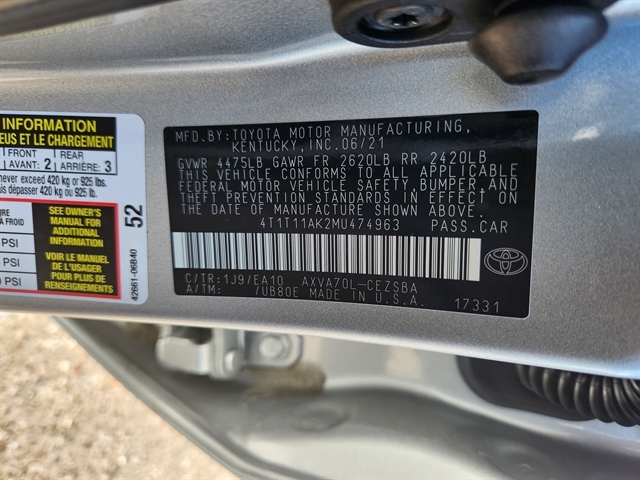 INFORMATION
EUS ET LE CHARGEMENT
FRONT
AVANT: 2
REAR
ARRIÈRE: 3
never exceed 420 kg or 925 lbs.
dépasser 420 kg ou 925 lb.
SEE OWNER'S
MANUAL FOR
ADDITIONAL
INFORMATION
VOIR LE MANUEL
DE L'USAGER
POUR PLUS DE
RENSEIGNEMENTS
PSI
PSI
PSI
52
42661-06B40
MFD.BY:TOYOTA MOTOR MANUFACTURING,
KENTUCKY, INC.06/21
GVWR 4475LB GAWR FR 2620LB RR 2420LB
THIS VEHICLE CONFORMS TO ALL APPLICABLE
FEDERAL MOTOR VEHICLE SAFETY,BUMPER,AND
THEFT PREVENTION STANDARDS IN EFFECT ON
THE DATE OF MANUFACTURE SHOWN ABOVE.
4T1T11AK2MU474963 PASS.CAR
C/TR:1J9/EA10 AXVA70L-CEZSBA
A/TM: /UB80E MADE IN U.S.A.
17331